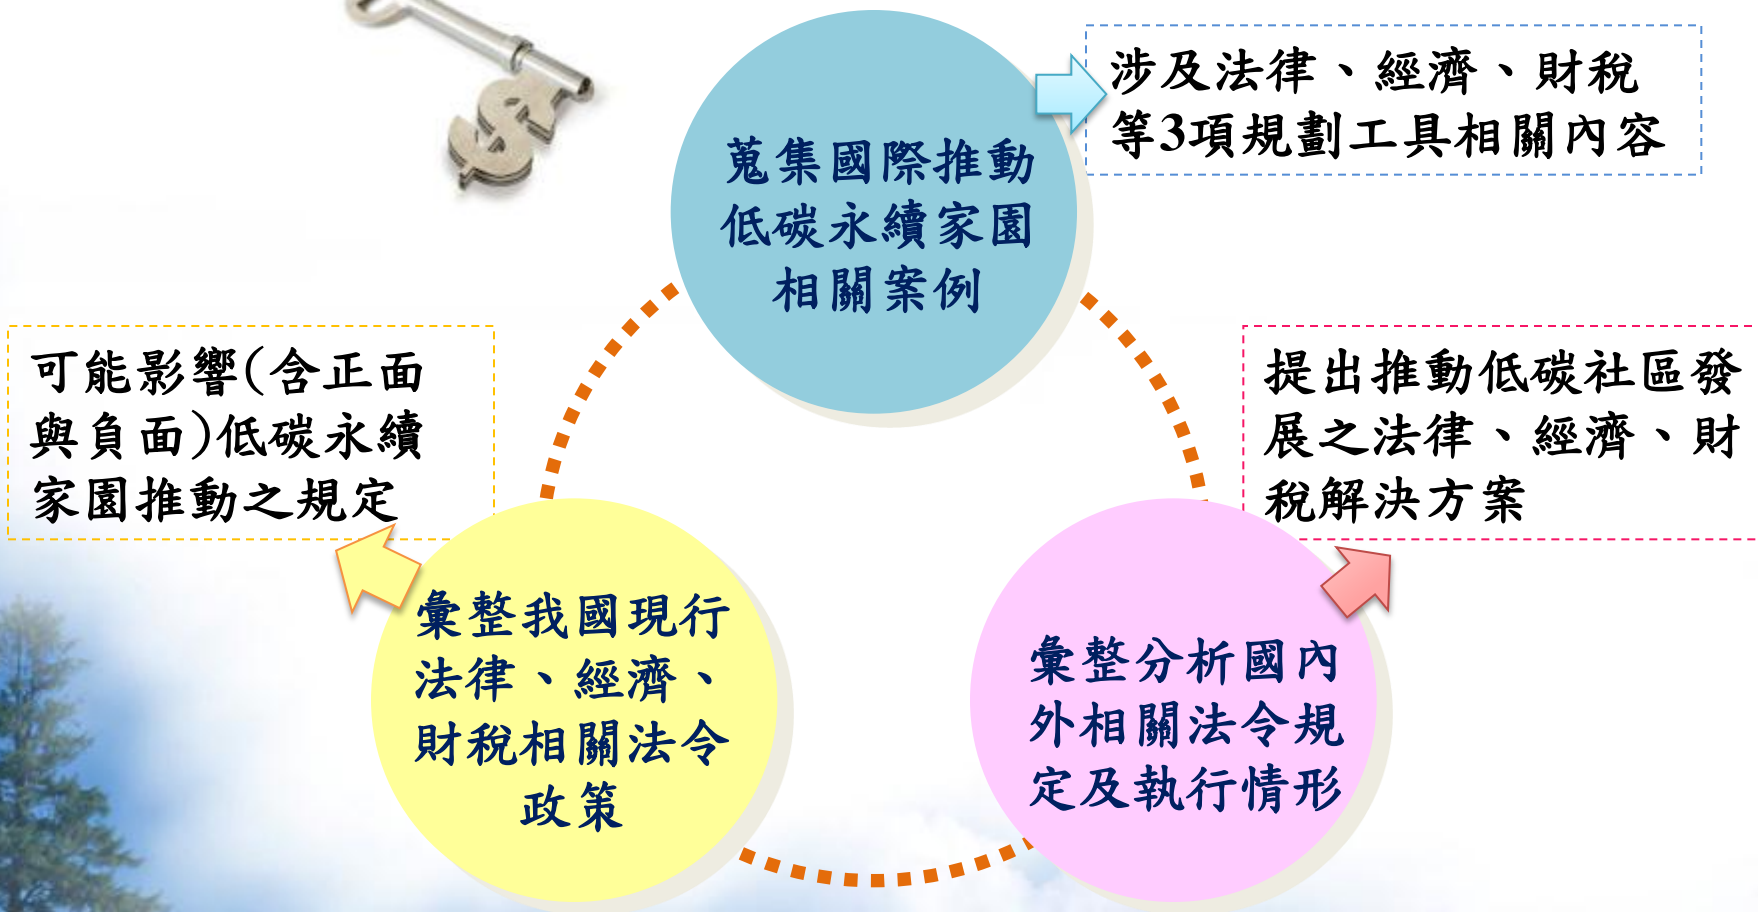 蒐集國際推動
低碳永續家園
相關案例
涉及法律、經濟、財稅
等3項規劃工具相關內容
可能影響(含正面
與負面)低碳永續
家園推動之規定
彙整我國現行
法律、經濟、
財稅相關法令
政策
提出推動低碳社區發
展之法律、經濟、財
稅解決方案
彙整分析國內
外相關法令規
定及執行情形